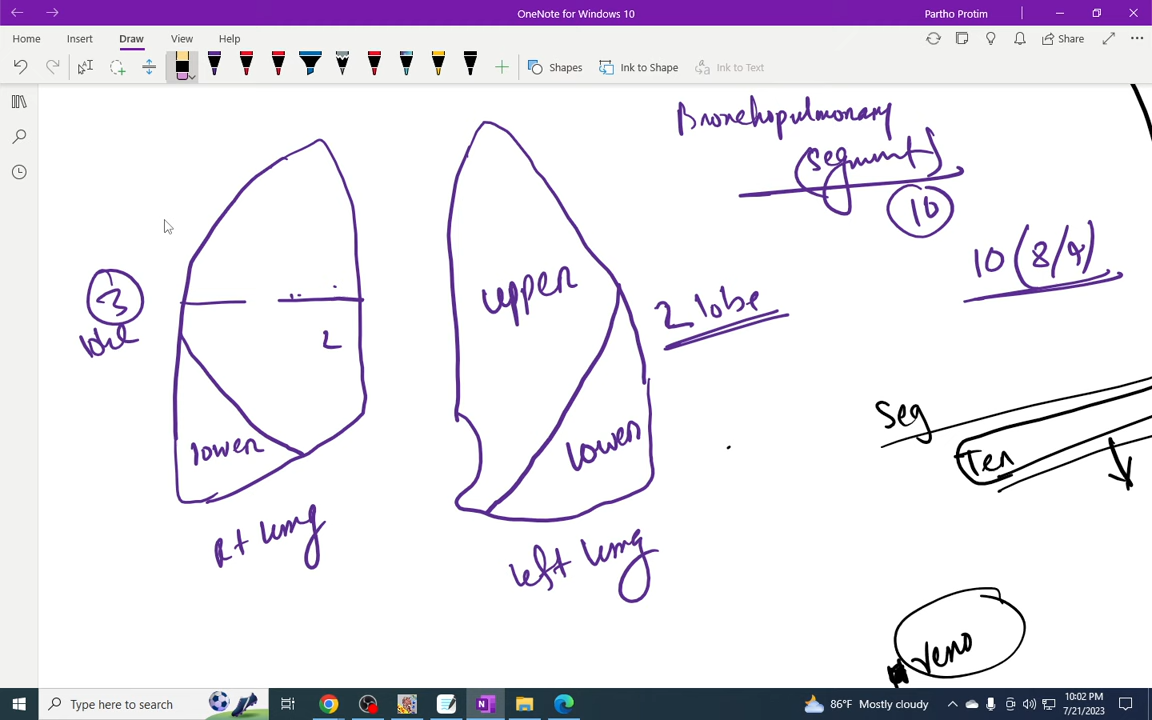 OneNote for Windows 10
Partho Protim
Home Insert Draw View Help
Share
Shapes
Ink to Shape
Ink to Text
Bronchopulmonary
(Segment)
10
10 (8/9)
3
lobe
2
lower
Rt lung
upper
lower
2 lobe
left lung
Seg
Ten
Veno
Type here to search
86°F Mostly cloudy
10:02 PM
7/21/2023